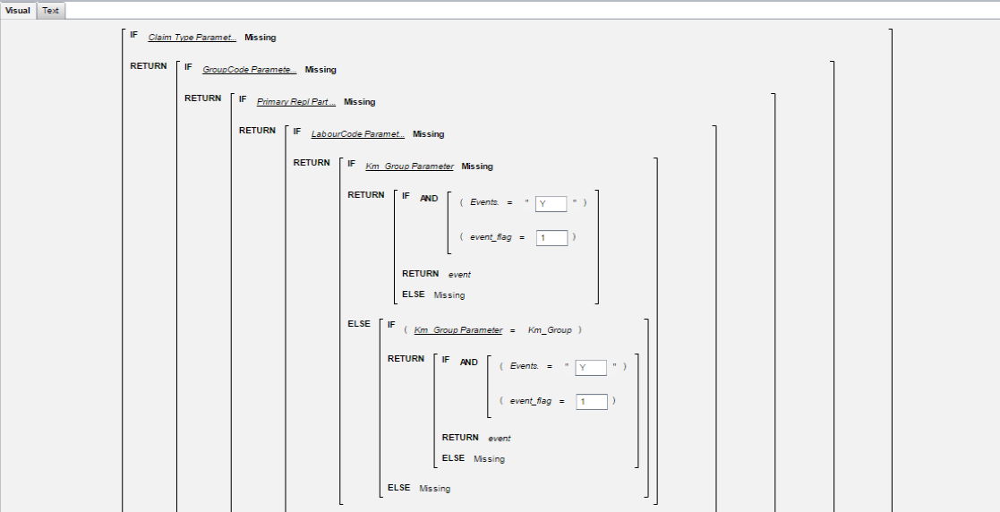 Visual Text
IF Claim Type Paramet... Missing
RETURN IF GroupCode Paramete... Missing
RETURN IF Primary Repl Part ... Missing
RETURN IF LabourCode Paramet... Missing
RETURN IF Km_Group Parameter Missing
RETURN IF AND ( Events. = " Y " )
( event_flag = 1 )
RETURN event
ELSE Missing
ELSE IF ( Km_Group Parameter = Km_Group )
RETURN IF AND ( Events. = " Y " )
( event_flag = 1 )
RETURN event
ELSE Missing
ELSE Missing